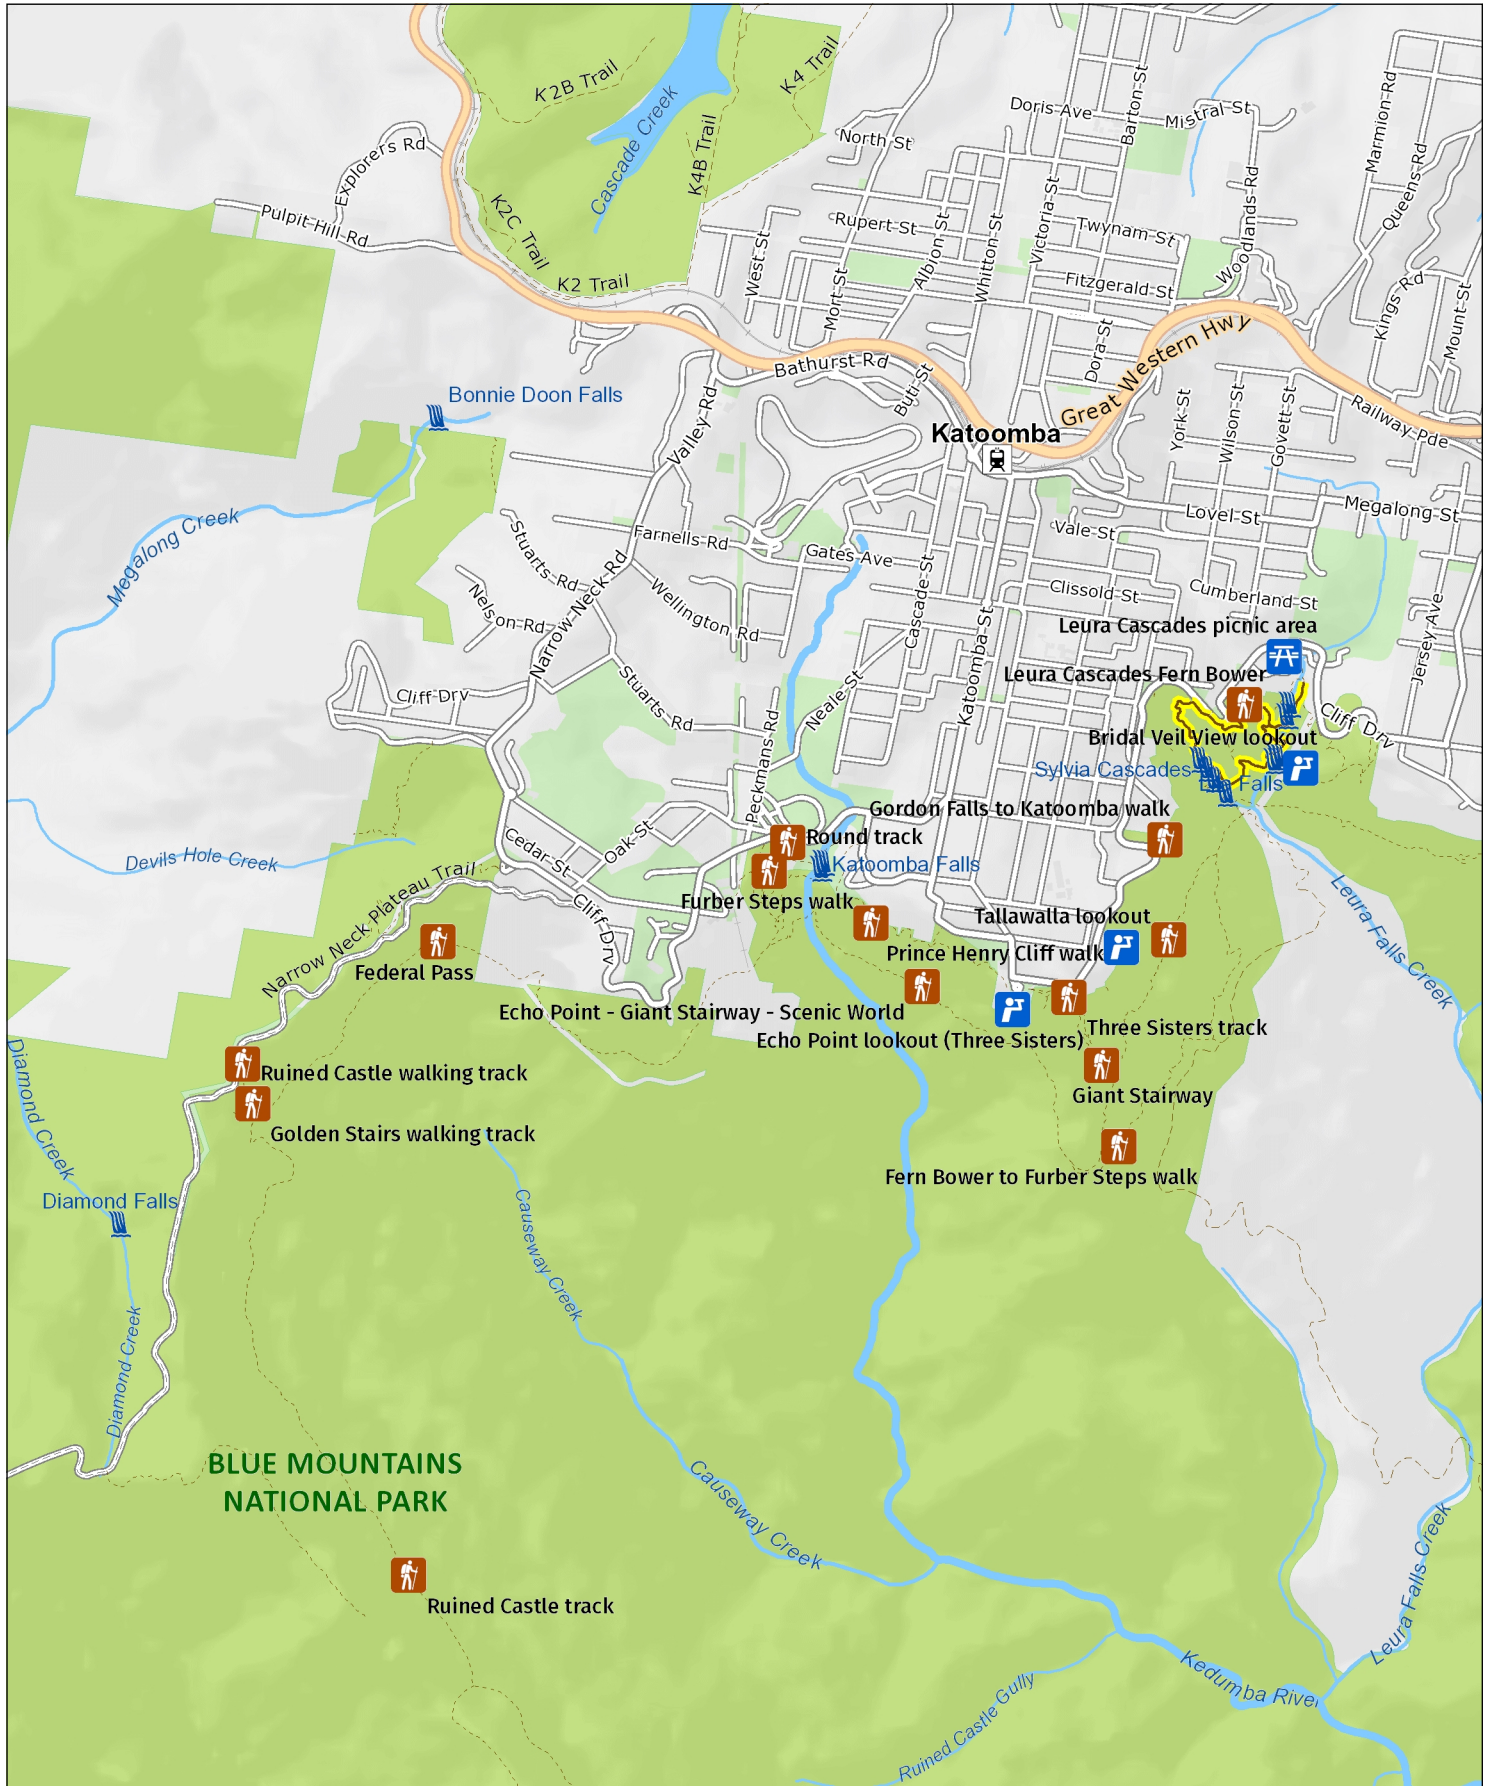 K2B Trail
K4 Trail
Cascade Creek
K4B Trail
Doris Ave
Barton St
Mistral St
Marmion Rd
North St
Explorers Rd
Queens Rd
Pulpit Hill Rd
K2C Trail
K2 Trail
West St
Rupert St
Albion St
Whitton St
Victoria St
Twynam St
Woodlands Rd
Mort St
Fitzgerald St
Kings Rd
Mount St
Dora St
Great Western Hwy
Bathurst Rd
Buti St
Bonnie Doon Falls
Valley Rd
York St
Wilson St
Govett St
Railway Pde
Katoomba
Megalong Creek
Stuarts Rd
Farnells Rd
Gates Ave
Vale St
Lovel St
Megalong St
Nelson Rd
Narrow Neck Rd
Wellington Rd
Cascade St
Clissold St
Cumberland St
Jersey Ave
Leura Cascades picnic area
Katoomba St
Leura Cascades Fern Bower
Cliff Drv
Stuarts Rd
Neale St
Cliff Drv
Bridal Veil View lookout
Sylvia Cascades
Falls
Peckmans Rd
Gordon Falls to Katoomba walk
Round track
Devils Hole Creek
Cedar St
Oak St
Katoomba Falls
Narrow Neck Plateau Trail
Furber Steps walk
Leura Falls Creek
Cliff Drv
Tallawalla lookout
Federal Pass
Prince Henry Cliff walk
Echo Point - Giant Stairway - Scenic World
Three Sisters track
Echo Point lookout (Three Sisters)
Diamond Creek
Ruined Castle walking track
Giant Stairway
Golden Stairs walking track
Fern Bower to Furber Steps walk
Diamond Falls
Causeway Creek
Diamond Creek
BLUE MOUNTAINS
NATIONAL PARK
Causeway Creek
Leura Falls Creek
Ruined Castle track
Kedumba River
Ruined Castle Gully